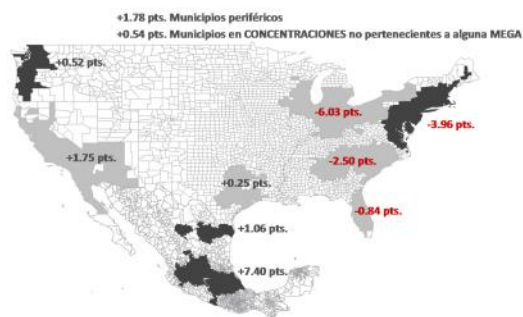 +1.78 pts. Municipios periféricos
+0.54 pts. Municipios en CONCENTRACIONES no pertenecientes a alguna MEGA
+0.52 pts.
-6.03 pts.
-3.96 pts.
+1.75 pts.
-2.50 pts.
+0.25 pts.
-0.84 pts.
+1.06 pts.
+7.40 pts.